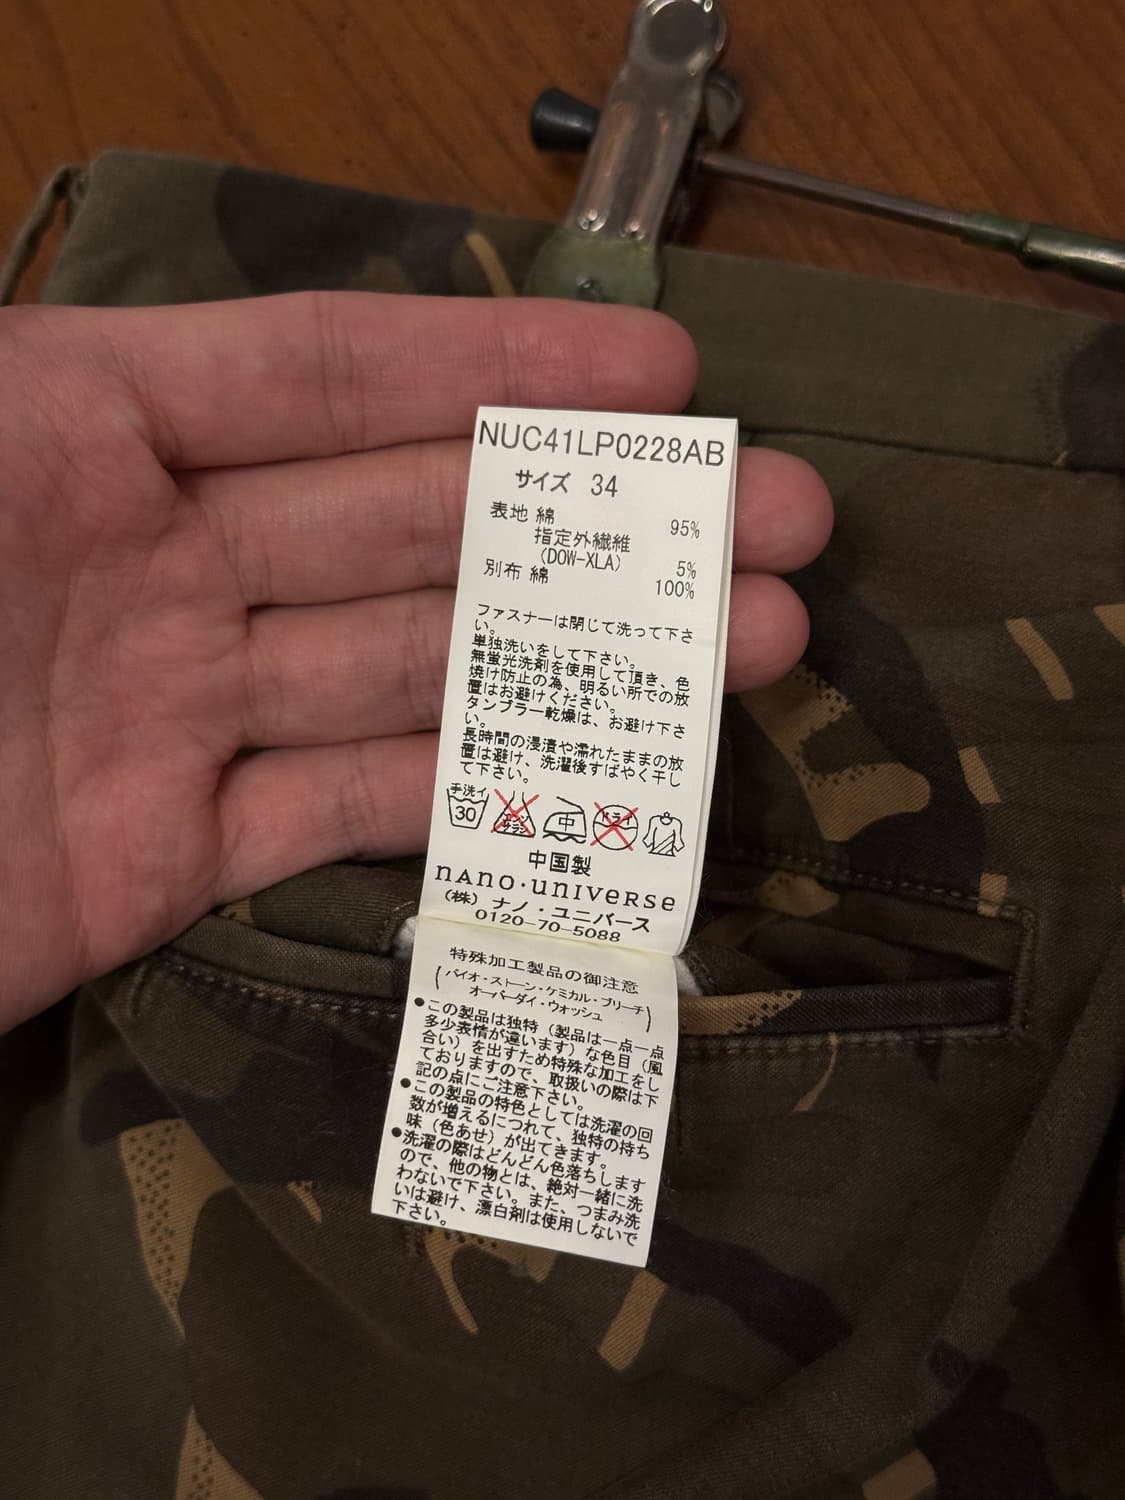 NUC41LP0228AB
サイズ 34
表地 綿 95%
指定外繊維
(DOW-XLA) 5%
別布 綿 100%
ファスナーは閉じて洗って下さ
い。
単独洗いをして下さい。
無蛍光洗剤を使用して頂き、色
焼け防止の為、明るい所での放
置はお避けください。
タンブラー乾燥は、お避け下さ
い。
長時間の浸漬や濡れたままの放
置は避け、洗濯後すばやく干し
て下さい。
手洗イ
30 エンソ サラシ 中 ドライ
中国製
nano・universe
(株) ナノ・ユニバース
0120-70-5088
特殊加工製品の御注意
(バイオ・ストーン・ケミカル・ブリーチ
オーバーダイ・ウォッシュ)
●この製品は独特(製品は一点一点
多少表情が違います)な色目(風
合い)を出すため特殊な加工をし
ておりますので、取扱いの際は下
記の点にご注意下さい。
●この製品の特色としては洗濯の回
数が増えるにつれて、独特の持ち
味(色あせ)が出てきます。
●洗濯の際はどんどん色落ちします
ので、他の物とは、絶対一緒に洗
わないで下さい。また、つまみ洗
いは避け、漂白剤は使用しないで
下さい。